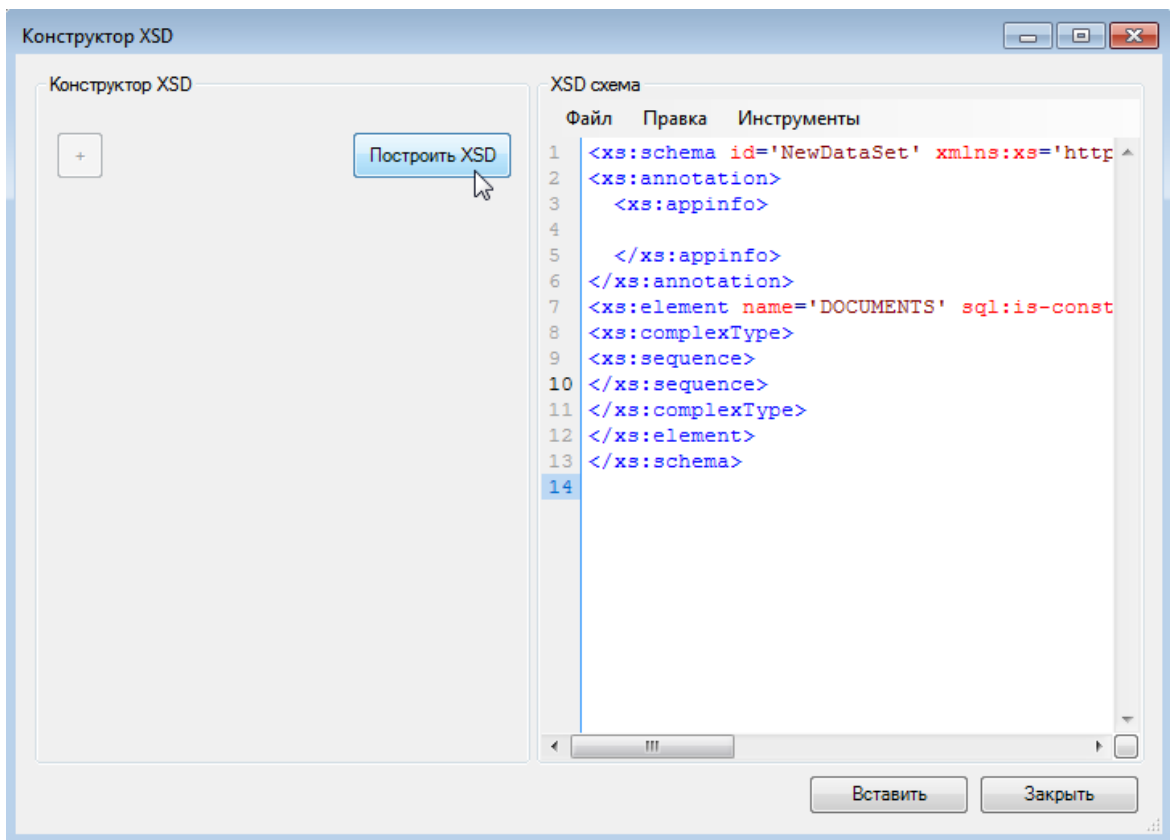 Конструктор XSD
Конструктор XSD
+
Построить XSD
XSD схема
Файл Правка Инструменты
1 <xs:schema id='NewDataSet' xmlns:xs='http
2 <xs:annotation>
3 <xs:appinfo>
4
5 </xs:appinfo>
6 </xs:annotation>
7 <xs:element name='DOCUMENTS' sql:is-const
8 <xs:complexType>
9 <xs:sequence>
10 </xs:sequence>
11 </xs:complexType>
12 </xs:element>
13 </xs:schema>
14
Вставить Закрыть